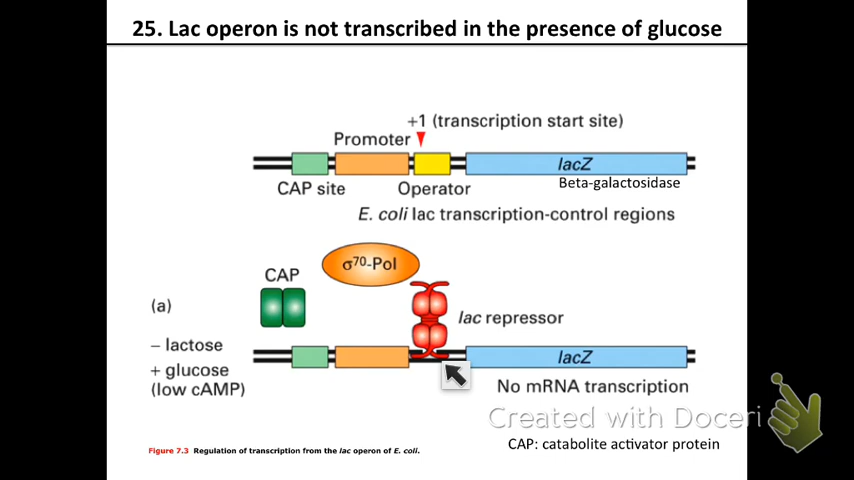 25. Lac operon is not transcribed in the presence of glucose
+1 (transcription start site)
Promoter
lacZ
CAP site
Operator
Beta-galactosidase
E. coli lac transcription-control regions
σ70-Pol
CAP
(a)
lac repressor
– lactose
+ glucose
(low cAMP)
lacZ
No mRNA transcription
Created with Doceri
CAP: catabolite activator protein
Figure 7.3 Regulation of transcription from the lac operon of E. coli.